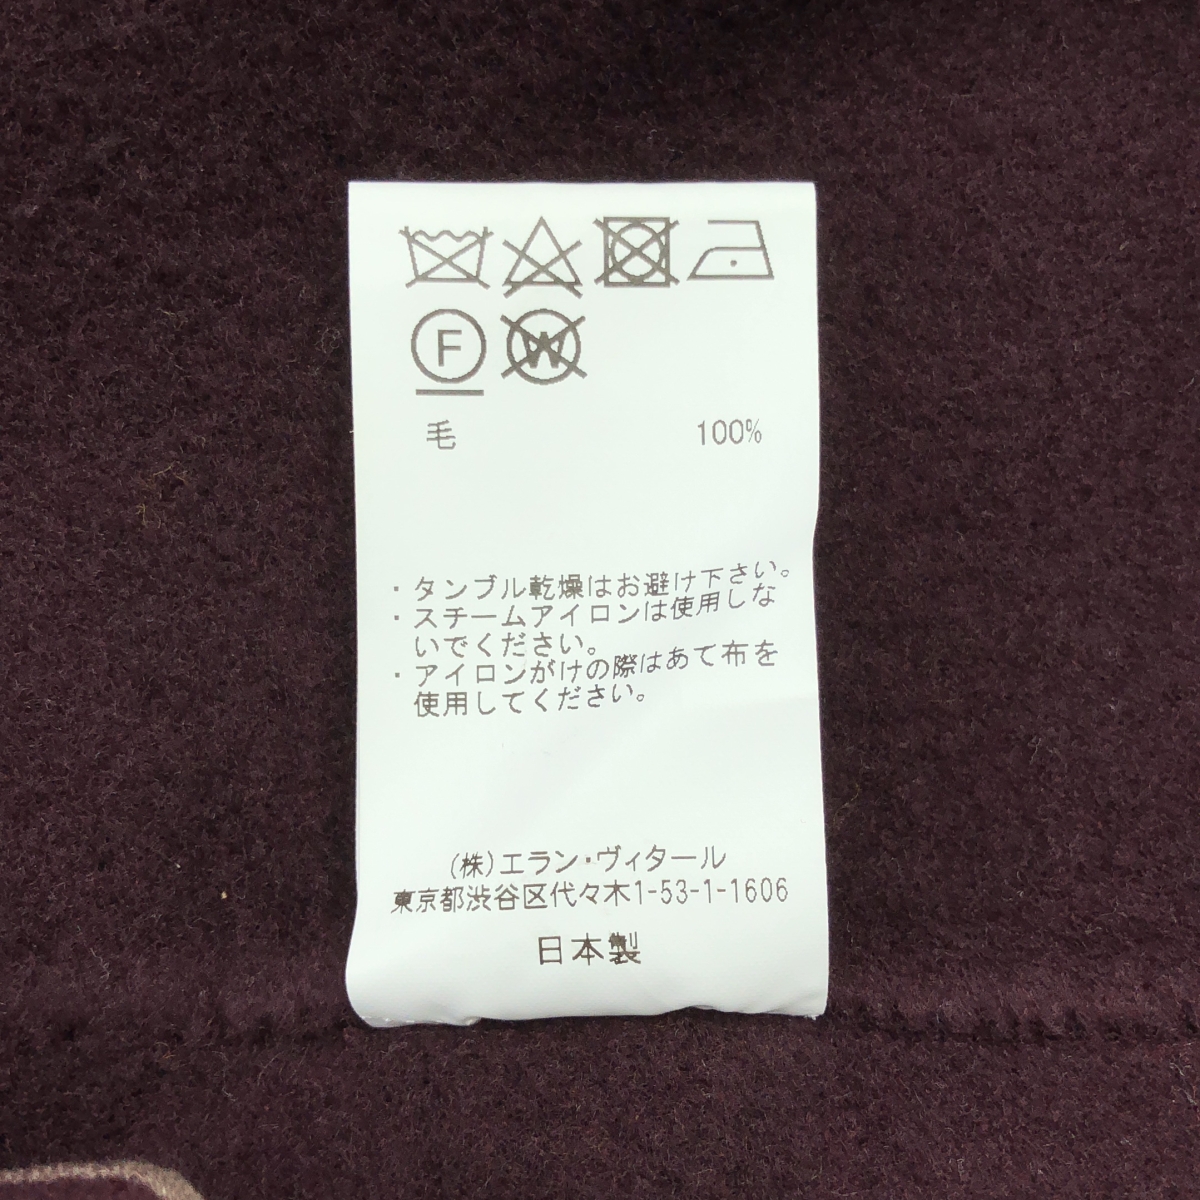 F W
毛 100%
・タンブル乾燥はお避け下さい。
・スチームアイロンは使用しな
いでください。
・アイロンがけの際はあて布を
使用してください。
(株)エラン・ヴィタール
東京都渋谷区代々木1-53-1-1606
日本製